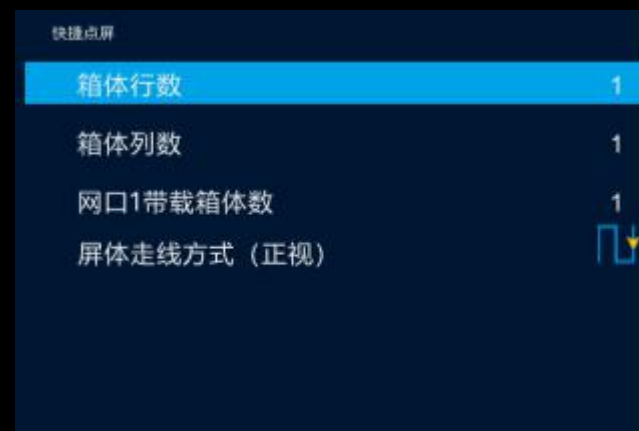 快捷点屏
箱体行数 1
箱体列数 1
网口1带载箱体数 1
屏体走线方式（正视）